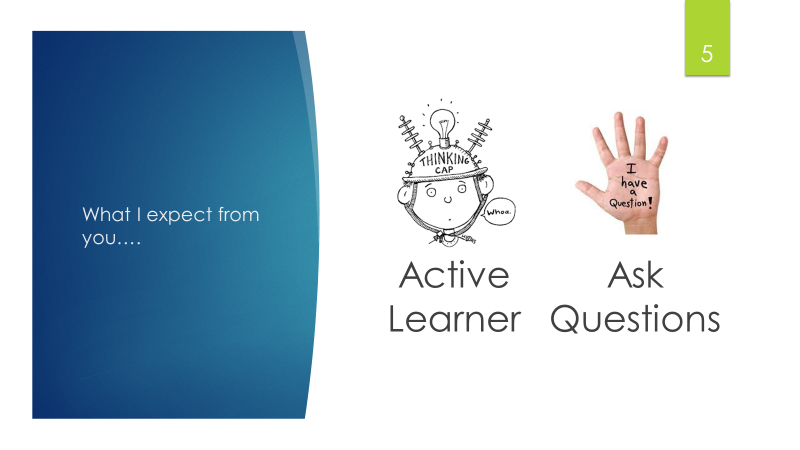 5
What I expect from
you....
THINKING
CAP
Whoa.
I
have
a
Question!
Active
Learner
Ask
Questions